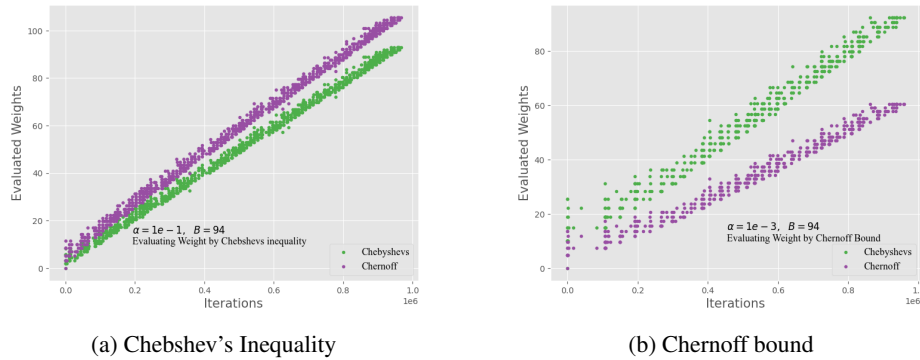 100
80
60
40
20
0
Evaluated Weights
α = 1e − 1, B = 94
Evaluating Weight by Chebshevs inequality
Chebyshevs
Chernoff
0.0 0.2 0.4 0.6 0.8 1.0
1e6
Iterations
(a) Chebshev's Inequality
80
60
40
20
0
Evaluated Weights
α = 1e − 3, B = 94
Evaluating Weight by Chernoff Bound
Chebyshevs
Chernoff
0.0 0.2 0.4 0.6 0.8 1.0
1e6
Iterations
(b) Chernoff bound